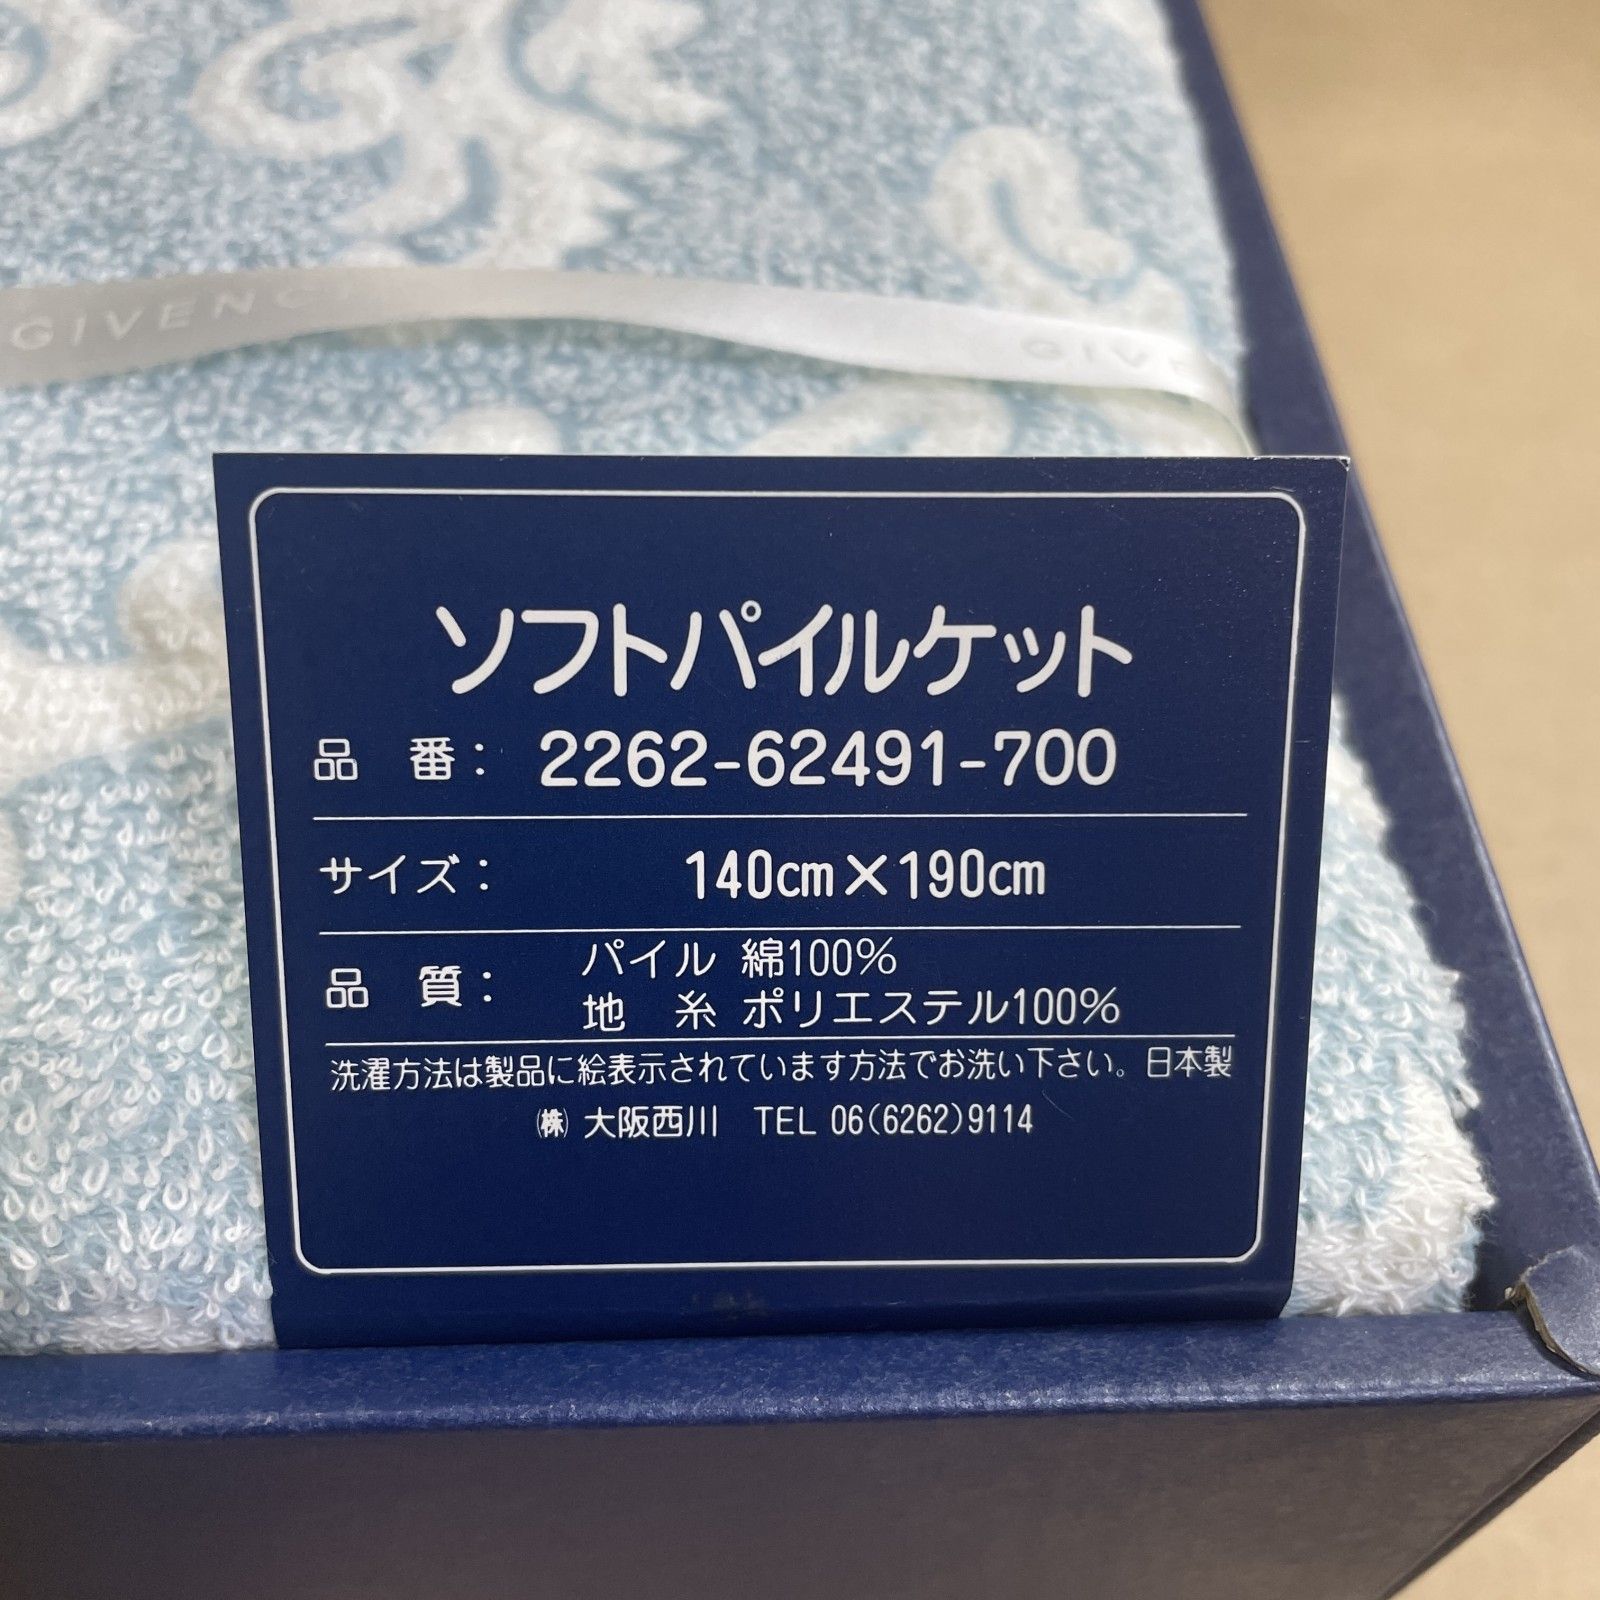 GIVENC
GIVE
ソフトパイルケット
品　番： 2262-62491-700
サイズ： 140cm×190cm
品　質： パイル 綿100%
地　糸 ポリエステル100%
洗濯方法は製品に絵表示されています方法でお洗い下さい。日本製
㈱ 大阪西川　TEL 06(6262)9114